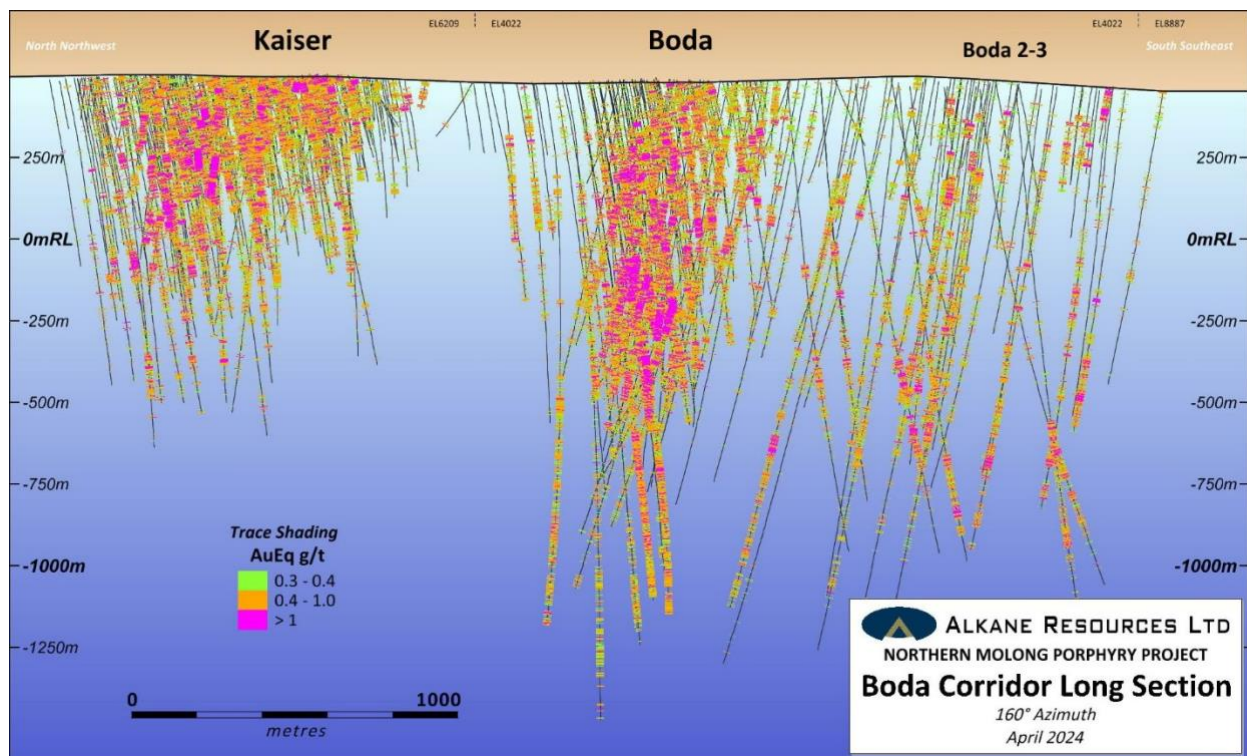 EL6209 EL4022
EL4022 EL8887
North Northwest
Kaiser
Boda
Boda 2-3
South Southeast
250m
250m
0mRL
0mRL
-250m
-250m
-500m
-500m
-750m
-750m
-1000m
-1000m
-1250m
Trace Shading
AuEq g/t
0.3 - 0.4
0.4 - 1.0
> 1
0 1000
metres
ALKANE RESOURCES LTD
NORTHERN MOLONG PORPHYRY PROJECT
Boda Corridor Long Section
160° Azimuth
April 2024